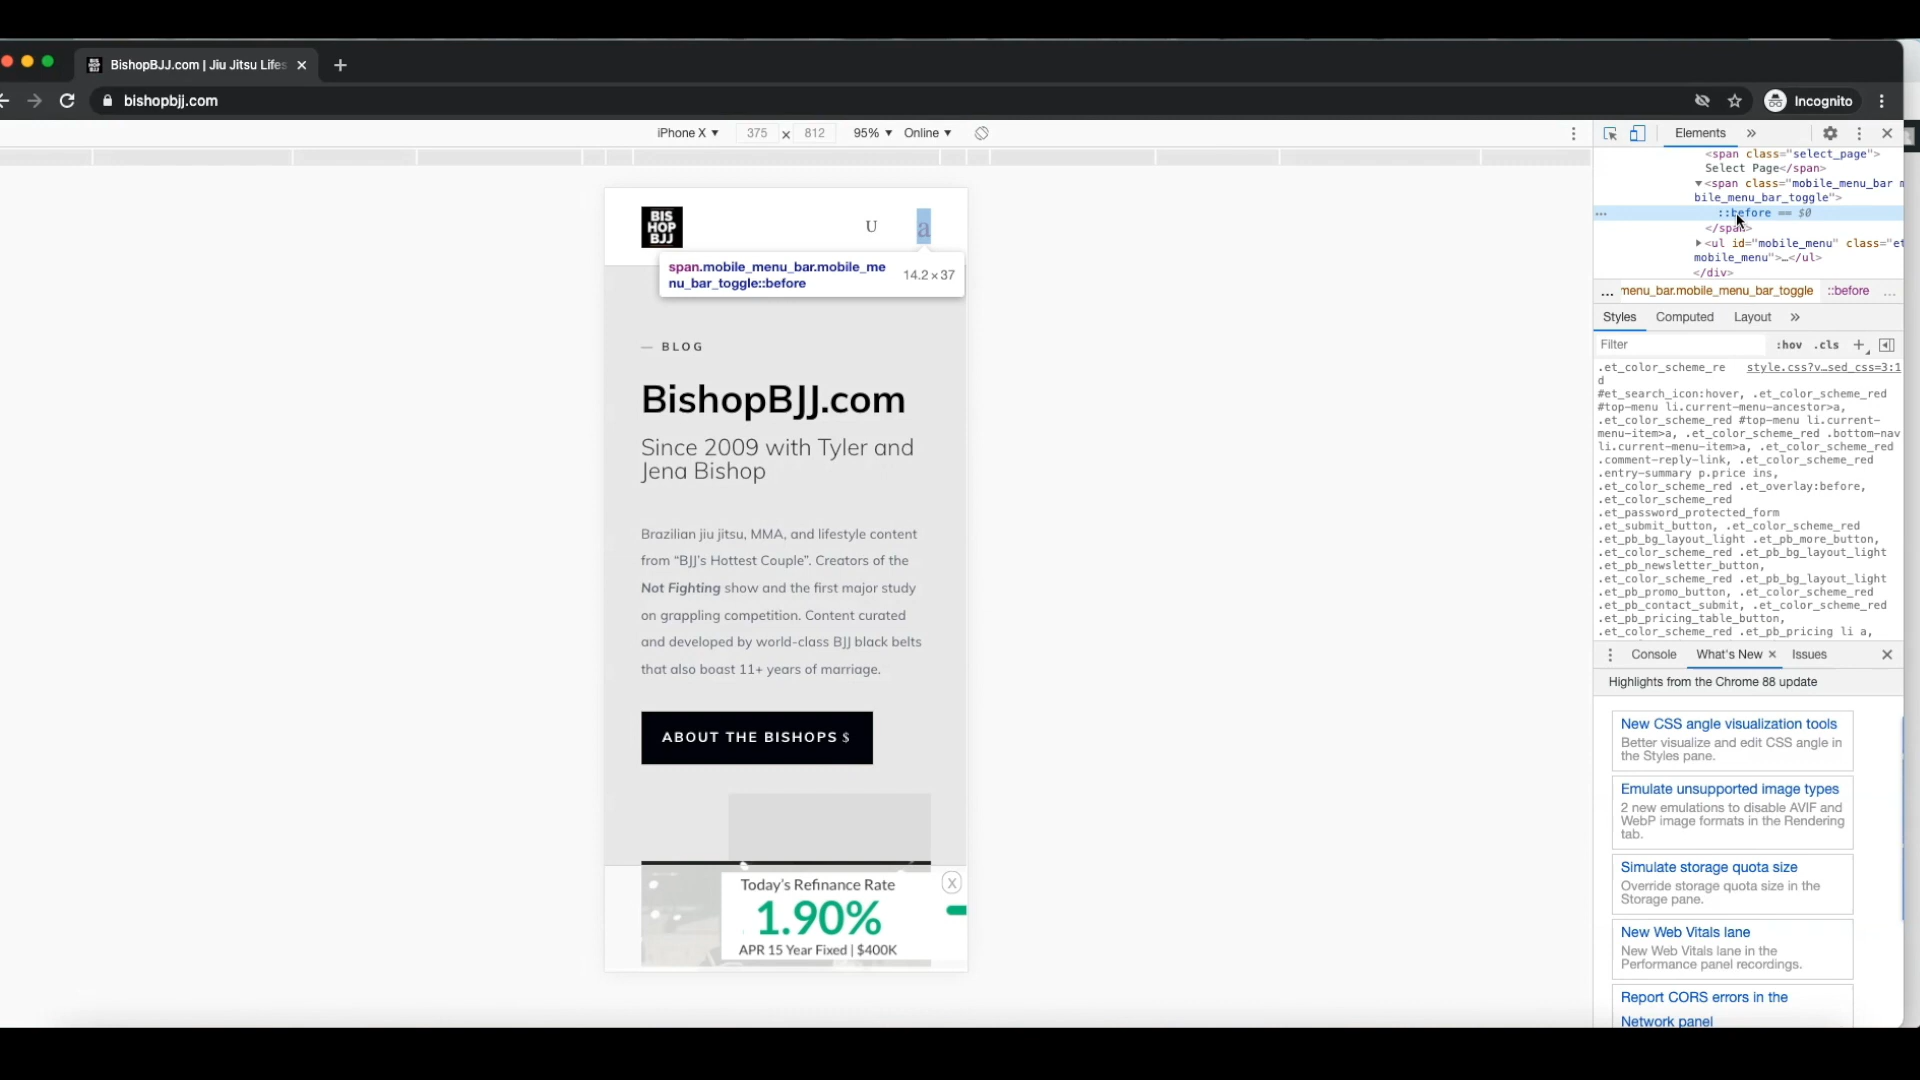 BishopBJJ.com | Jiu Jitsu Lifes
bishopbjj.com
Incognito
iPhone X ▼ 375 x 812 95% ▼ Online ▼
Elements »
BIS
HOP
BJJ
U a
span.mobile_menu_bar.mobile_me
nu_bar_toggle::before
14.2 × 37
— BLOG
BishopBJJ.com
Since 2009 with Tyler and
Jena Bishop
Brazilian jiu jitsu, MMA, and lifestyle content
from “BJJ’s Hottest Couple”. Creators of the
Not Fighting show and the first major study
on grappling competition. Content curated
and developed by world-class BJJ black belts
that also boast 11+ years of marriage.
ABOUT THE BISHOPS $
Today’s Refinance Rate
X
1.90%
APR 15 Year Fixed | $400K
<span class="select_page">
Select Page</span>
▼<span class="mobile_menu_bar m
bile_menu_bar_toggle">
... ::before == $0
</span>
▶<ul id="mobile_menu" class="et
mobile_menu">…</ul>
</div>
... menu_bar.mobile_menu_bar_toggle ::before ...
Styles Computed Layout »
Filter :hov .cls +
.et_color_scheme_re style.css?v…sed_css=3:1
d
#et_search_icon:hover, .et_color_scheme_red
#top-menu li.current-menu-ancestor>a,
.et_color_scheme_red #top-menu li.current-
menu-item>a, .et_color_scheme_red .bottom-nav
li.current-menu-item>a, .et_color_scheme_red
.comment-reply-link, .et_color_scheme_red
.entry-summary p.price ins,
.et_color_scheme_red .et_overlay:before,
.et_color_scheme_red
.et_password_protected_form
.et_submit_button, .et_color_scheme_red
.et_pb_bg_layout_light .et_pb_more_button,
.et_color_scheme_red .et_pb_bg_layout_light
.et_pb_newsletter_button,
.et_color_scheme_red .et_pb_bg_layout_light
.et_pb_promo_button, .et_color_scheme_red
.et_pb_contact_submit, .et_color_scheme_red
.et_pb_pricing_table_button,
.et_color_scheme_red .et_pb_pricing li a,
Console What's New × Issues
Highlights from the Chrome 88 update
New CSS angle visualization tools
Better visualize and edit CSS angle in
the Styles pane.
Emulate unsupported image types
2 new emulations to disable AVIF and
WebP image formats in the Rendering
tab.
Simulate storage quota size
Override storage quota size in the
Storage pane.
New Web Vitals lane
New Web Vitals lane in the
Performance panel recordings.
Report CORS errors in the
Network panel